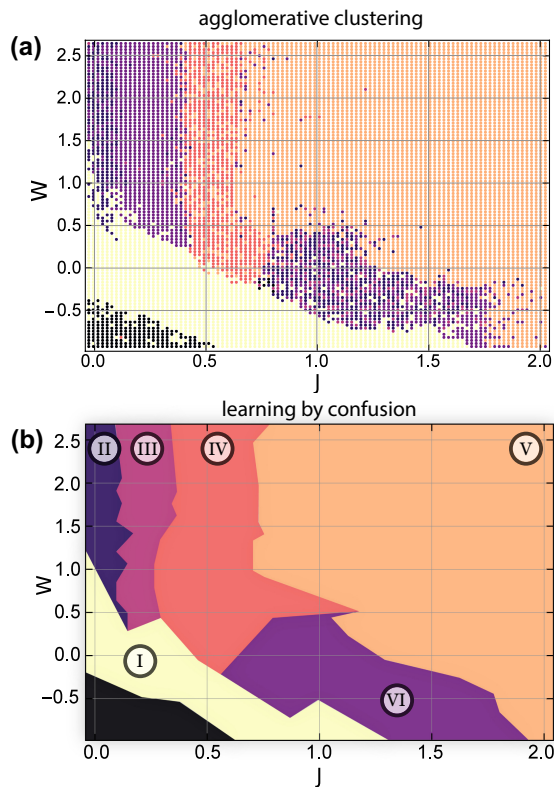 agglomerative clustering
(a)
2.5
2.0
1.5
1.0
0.5
0.0
−0.5
W
0.0 0.5 1.0 1.5 2.0
J
learning by confusion
(b)
II III IV V
2.5
2.0
1.5
1.0
0.5
0.0
−0.5
W
I
VI
0.0 0.5 1.0 1.5 2.0
J